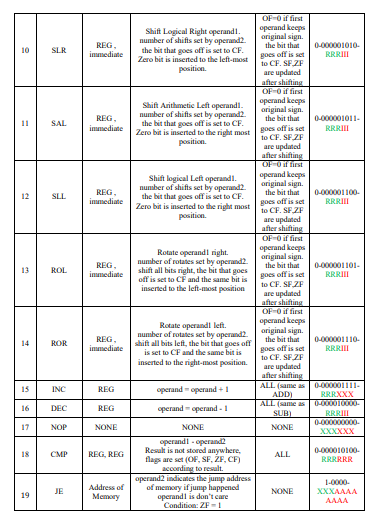 10
SLR
REG ,
immediate
Shift Logical Right operand1.
number of shifts set by operand2.
the bit that goes off is set to CF.
Zero bit is inserted to the left-most
position.
OF=0 if first
operand keeps
original sign.
the bit that
goes off is set
to CF. SF,ZF
are updated
after shifting
0-000001010-
RRRIII
11
SAL
REG ,
immediate
Shift Arithmetic Left operand1.
number of shifts set by operand2.
the bit that goes off is set to CF.
Zero bit is inserted to the right most
position.
OF=0 if first
operand keeps
original sign.
the bit that
goes off is set
to CF. SF,ZF
are updated
after shifting
0-000001011-
RRRIII
12
SLL
REG ,
immediate
Shift logical Left operand1.
number of shifts set by operand2.
the bit that goes off is set to CF.
Zero bit is inserted to the right most
position.
OF=0 if first
operand keeps
original sign.
the bit that
goes off is set
to CF. SF,ZF
are updated
after shifting
0-000001100-
RRRIII
13
ROL
REG ,
immediate
Rotate operand1 right.
number of rotates set by operand2.
shift all bits right, the bit that goes
off is set to CF and the same bit is
inserted to the left-most position
OF=0 if first
operand keeps
original sign.
the bit that
goes off is set
to CF. SF,ZF
are updated
after shifting
0-000001101-
RRRIII
14
ROR
REG ,
immediate
Rotate operand1 left.
number of rotates set by operand2.
shift all bits left, the bit that goes off
is set to CF and the same bit is
inserted to the right-most position.
OF=0 if first
operand keeps
original sign.
the bit that
goes off is set
to CF. SF,ZF
are updated
after shifting
0-000001110-
RRRIII
15
INC
REG
operand = operand + 1
ALL (same as
ADD)
0-000001111-
RRRXXX
16
DEC
REG
operand = operand - 1
ALL (same as
SUB)
0-000010000-
RRRIII
17
NOP
NONE
NONE
NONE
0-000000000-
XXXXXX
18
CMP
REG, REG
operand1 - operand2
Result is not stored anywhere,
flags are set (OF, SF, ZF, CF)
according to result.
ALL
0-000010100-
RRRRRR
19
JE
Address of
Memory
operand2 indicates the jump address
of memory if jump happened
operand1 is don't care
Condition: ZF = 1
NONE
1-0000-
XXXAAAA
AAAA